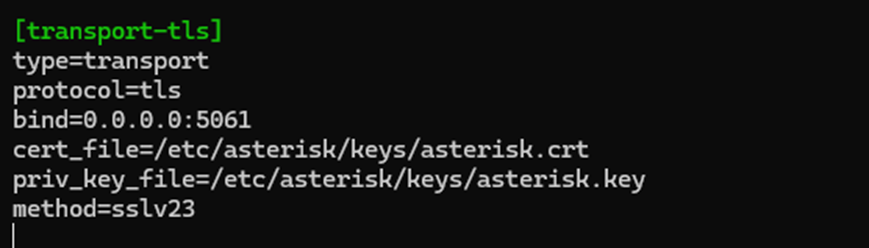 [transport-tls]
type=transport
protocol=tls
bind=0.0.0.0:5061
cert_file=/etc/asterisk/keys/asterisk.crt
priv_key_file=/etc/asterisk/keys/asterisk.key
method=sslv23